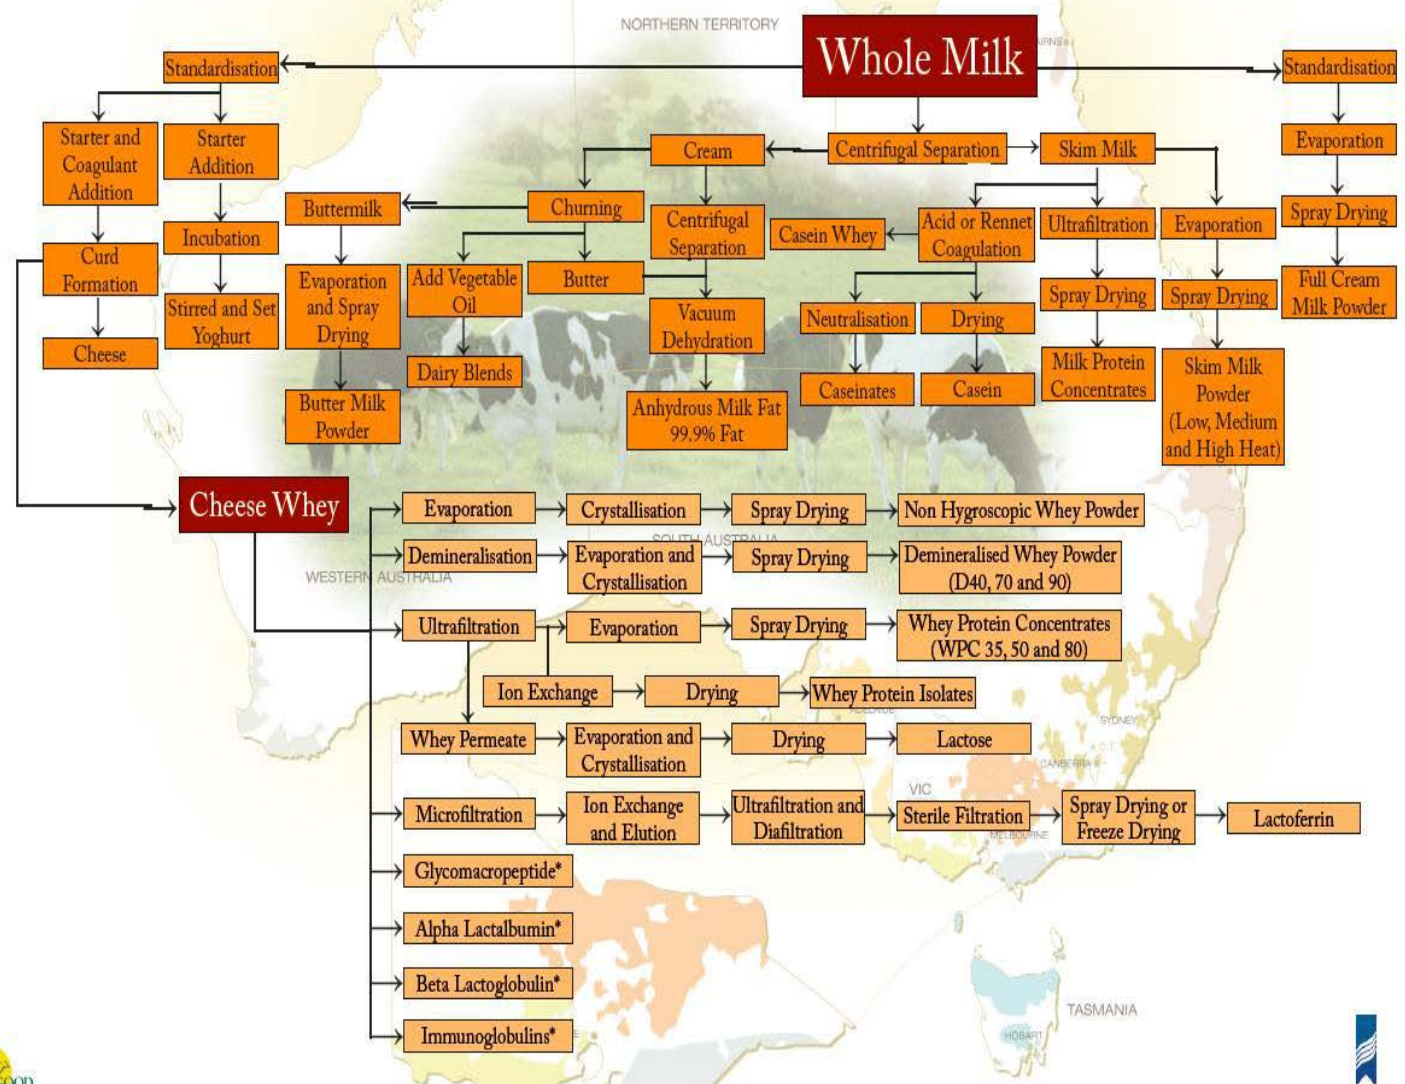 NORTHERN TERRITORY
Whole Milk
Standardisation
Standardisation
Starter and
Coagulant
Addition
Starter
Addition
Cream
Centrifugal Separation
Skim Milk
Evaporation
Buttermilk
Churning
Centrifugal
Separation
Casein Whey
Acid or Rennet
Coagulation
Ultrafiltration
Evaporation
Spray Drying
Incubation
Curd
Formation
Evaporation
and Spray
Drying
Add Vegetable
Oil
Butter
Spray Drying
Spray Drying
Full Cream
Milk Powder
Stirred and Set
Yoghurt
Vacuum
Dehydration
Neutralisation
Drying
Cheese
Dairy Blends
Milk Protein
Concentrates
Skim Milk
Powder
(Low, Medium
and High Heat)
Butter Milk
Powder
Anhydrous Milk Fat
99.9% Fat
Caseinates
Casein
Cheese Whey
Evaporation
Crystallisation
Spray Drying
Non Hygroscopic Whey Powder
SOUTH AUSTRALIA
Demineralisation
Evaporation and
Crystallisation
Spray Drying
Demineralised Whey Powder
(D40, 70 and 90)
WESTERN AUSTRALIA
Ultrafiltration
Evaporation
Spray Drying
Whey Protein Concentrates
(WPC 35, 50 and 80)
Ion Exchange
Drying
Whey Protein Isolates
ADELAIDE
SYDNEY
Whey Permeate
Evaporation and
Crystallisation
Drying
Lactose
A.C.T.
CANBERRA
VIC
Microfiltration
Ion Exchange
and Elution
Ultrafiltration and
Diafiltration
Sterile Filtration
Spray Drying or
Freeze Drying
Lactoferrin
MELBOURNE
Glycomacropeptide*
Alpha Lactalbumin*
Beta Lactoglobulin*
Immunoglobulins*
TASMANIA
HOBART